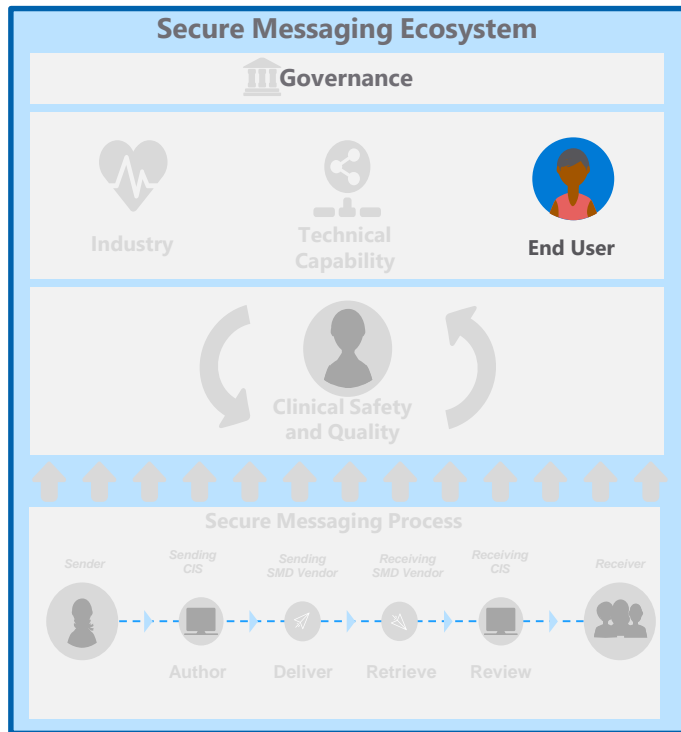 Secure Messaging Ecosystem
Governance
Industry
Technical
Capability
End User
Clinical Safety
and Quality
Secure Messaging Process
Sender
Sending
CIS
Sending
SMD Vendor
Receiving
SMD Vendor
Receiving
CIS
Receiver
Author
Deliver
Retrieve
Review